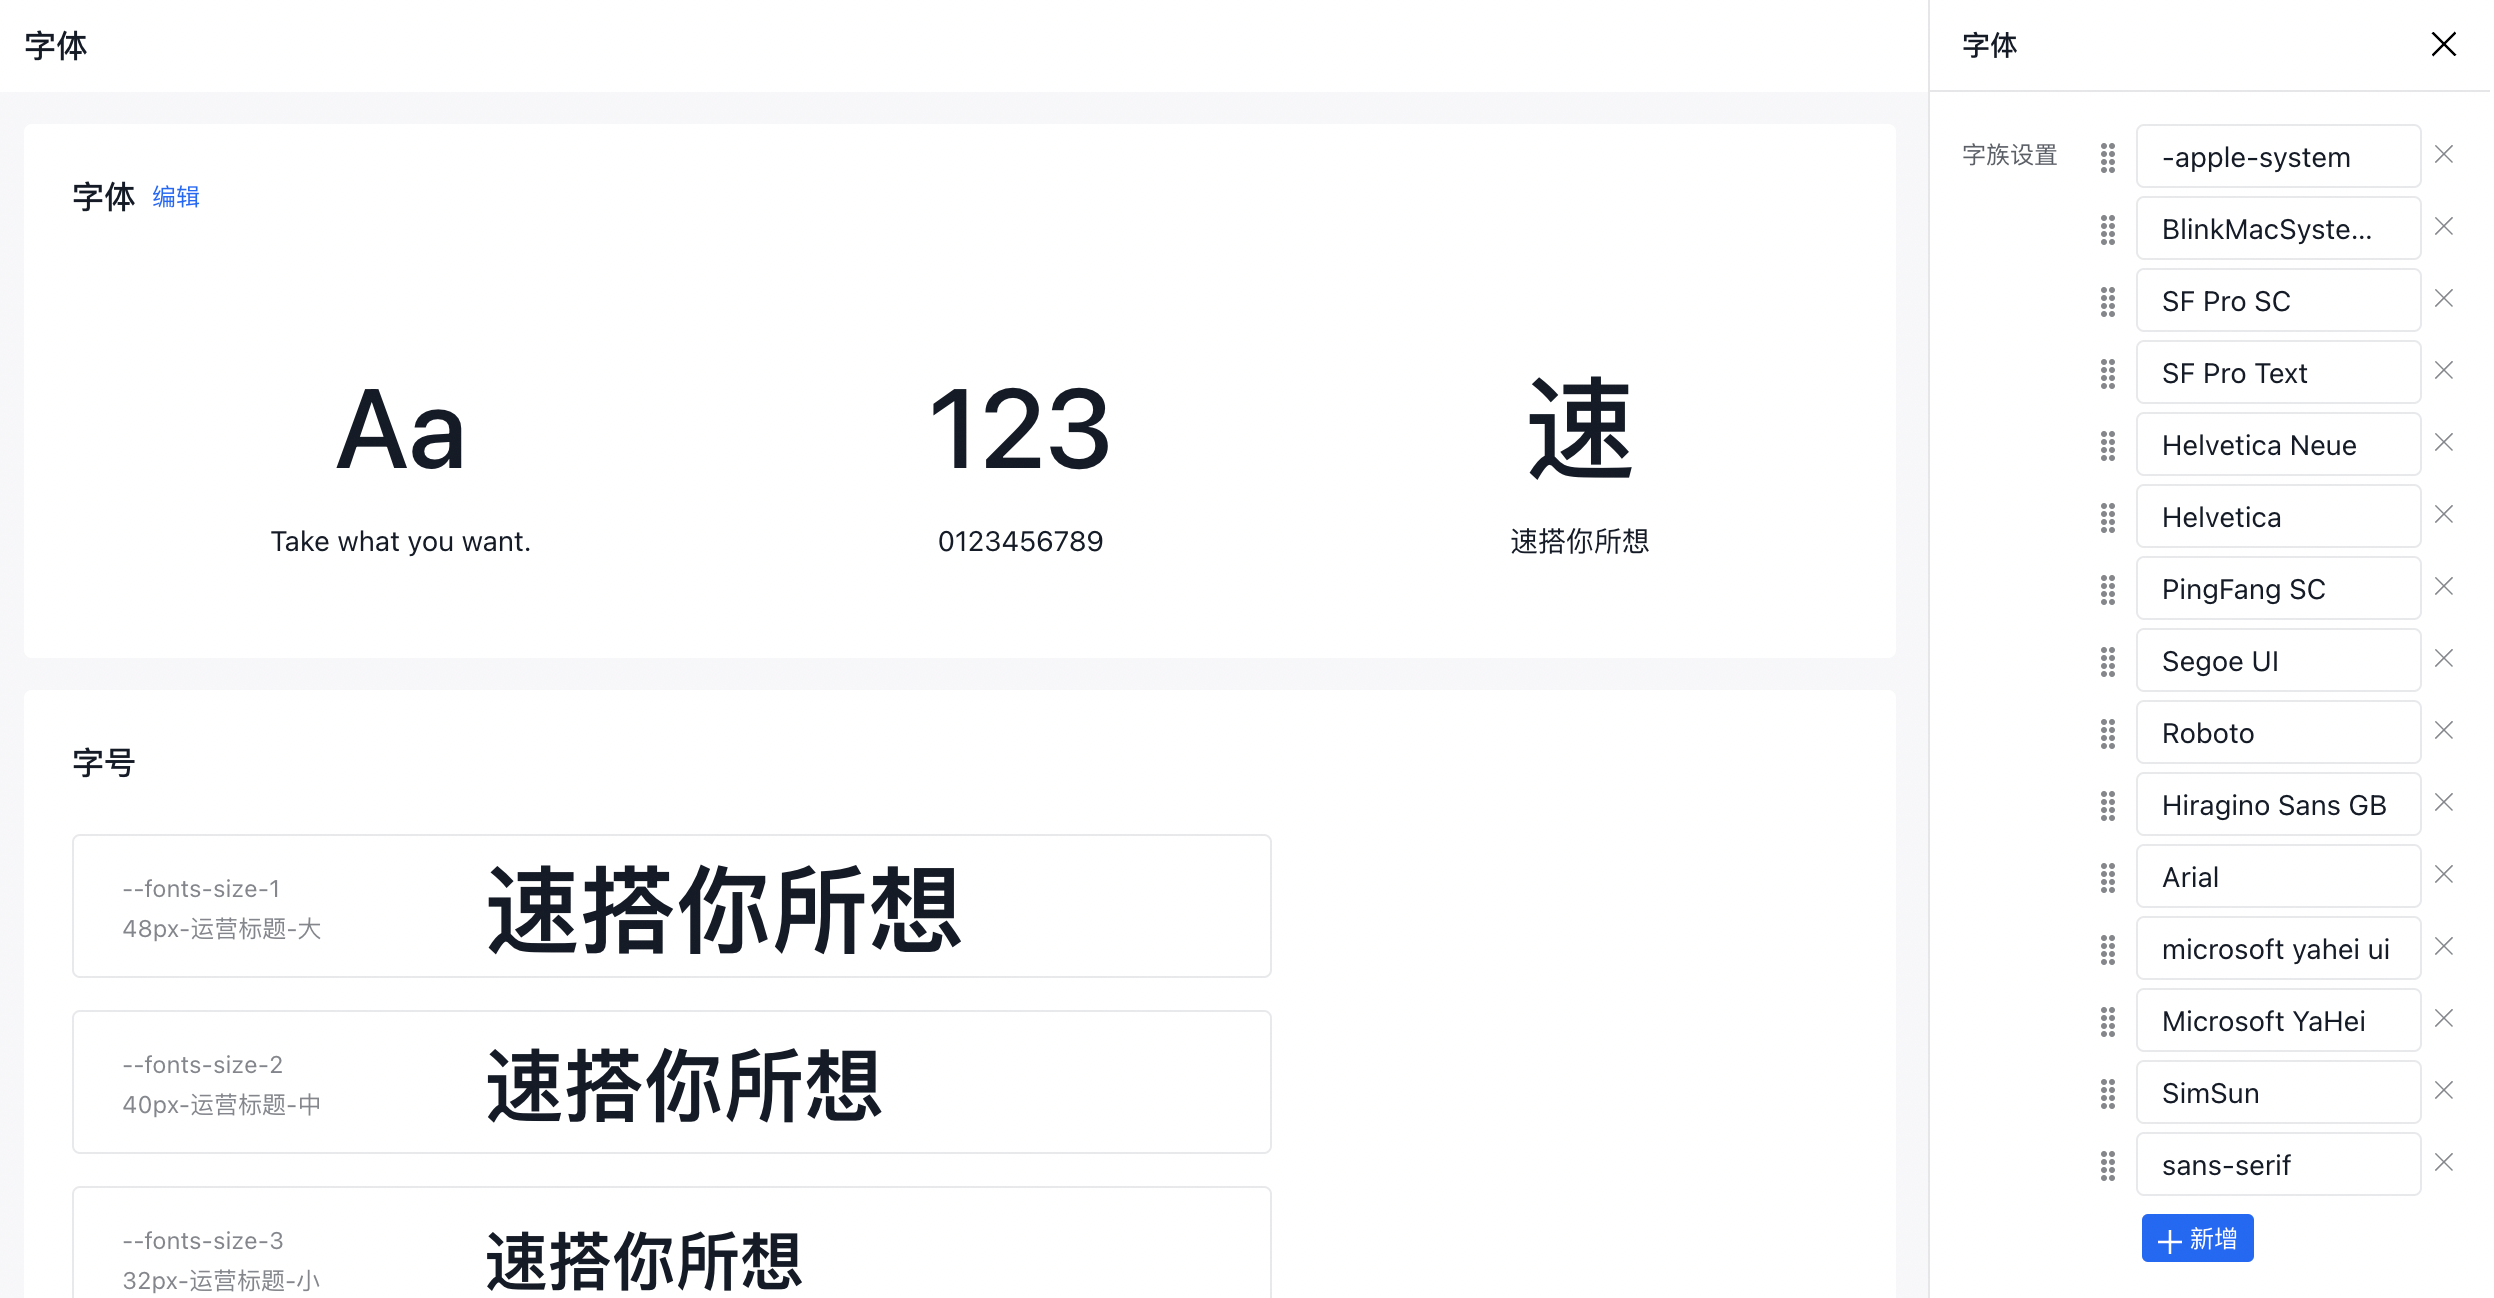 字体
字体 编辑
Aa
123
速
Take what you want.
0123456789
速搭你所想
字号
--fonts-size-1
48px-运营标题-大
速搭你所想
--fonts-size-2
40px-运营标题-中
速搭你所想
--fonts-size-3
32px-运营标题-小
速搭你所想
字体
字族设置
-apple-system
BlinkMacSyste...
SF Pro SC
SF Pro Text
Helvetica Neue
Helvetica
PingFang SC
Segoe UI
Roboto
Hiragino Sans GB
Arial
microsoft yahei ui
Microsoft YaHei
SimSun
sans-serif
新增